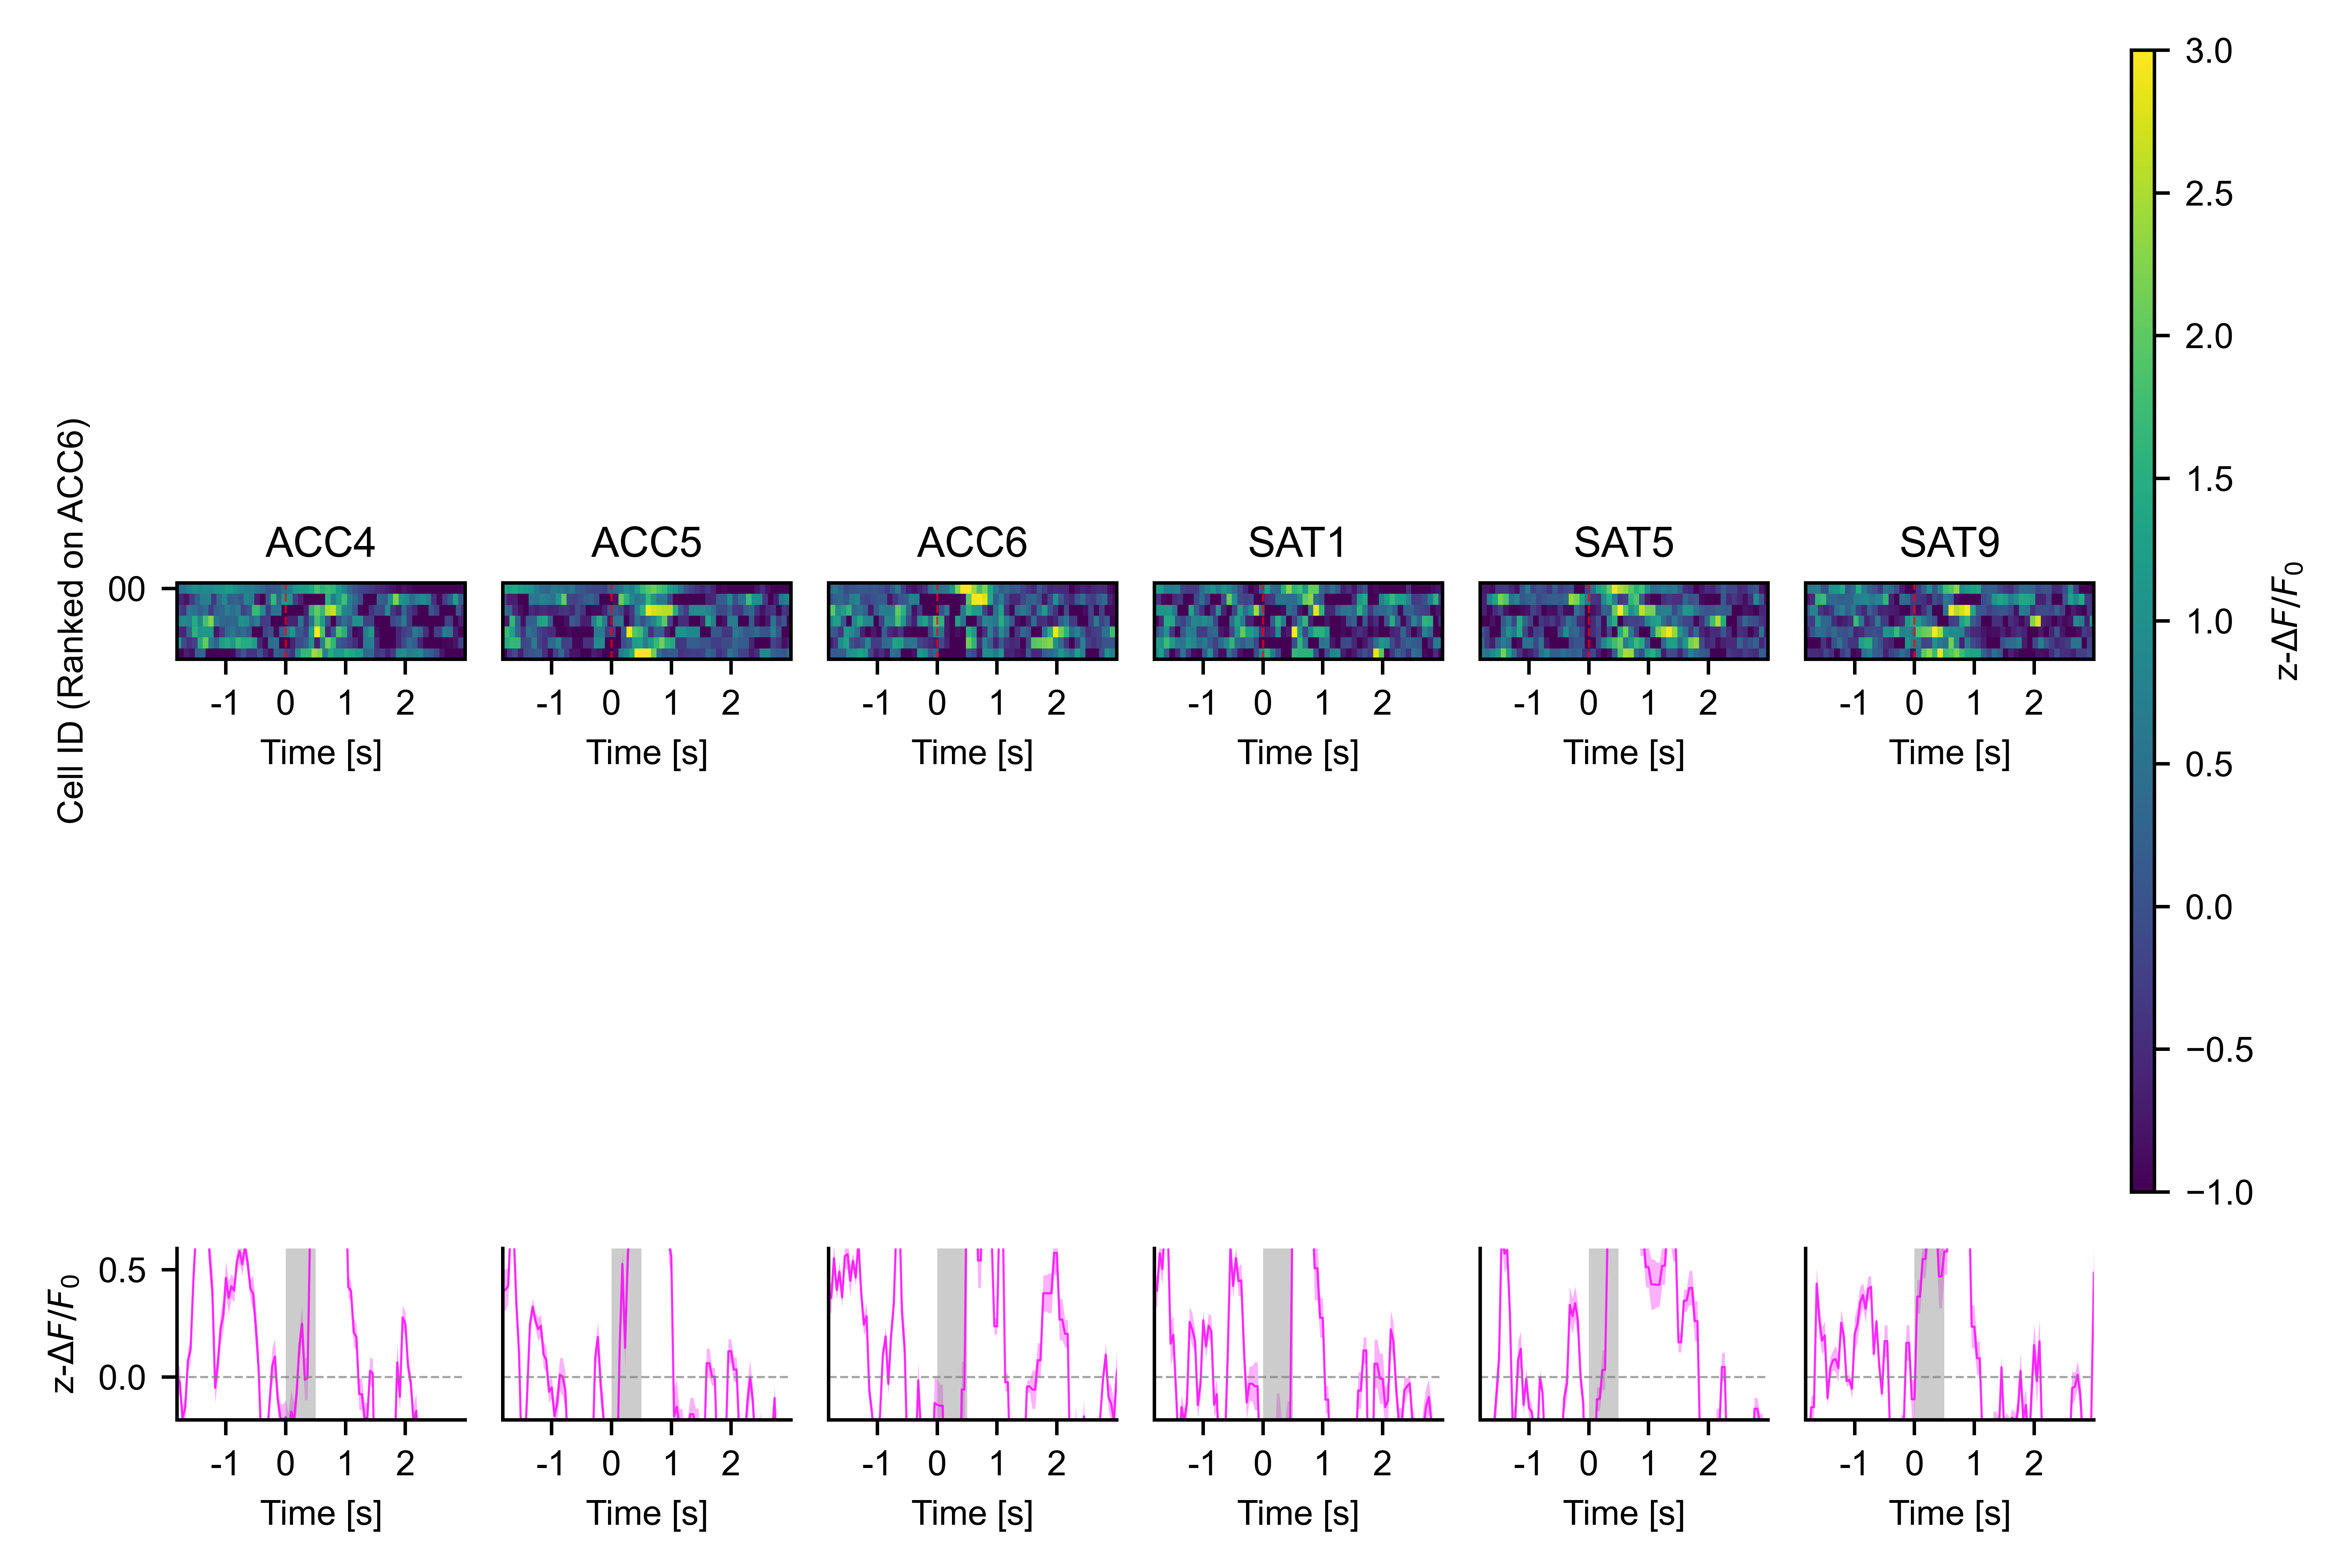 ACC4 ACC5 ACC6 SAT1 SAT5 SAT9
Cell ID (Ranked on ACC6)
00
-1 0 1 2 -1 0 1 2 -1 0 1 2 -1 0 1 2 -1 0 1 2 -1 0 1 2
Time [s] Time [s] Time [s] Time [s] Time [s] Time [s]
3.0
2.5
2.0
1.5
1.0
0.5
0.0
−0.5
−1.0
z-ΔF/F₀
z-ΔF/F₀
0.5
0.0
-1 0 1 2 -1 0 1 2 -1 0 1 2 -1 0 1 2 -1 0 1 2 -1 0 1 2
Time [s] Time [s] Time [s] Time [s] Time [s] Time [s]